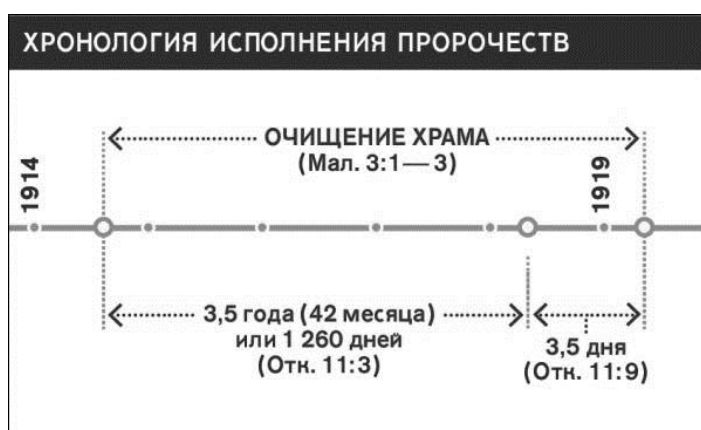 ХРОНОЛОГИЯ ИСПОЛНЕНИЯ ПРОРОЧЕСТВ
ОЧИЩЕНИЕ ХРАМА
(Мал. 3:1— 3)
1914
1919
3,5 года (42 месяца)
или 1 260 дней
(Отк. 11:3)
3,5 дня
(Отк. 11:9)